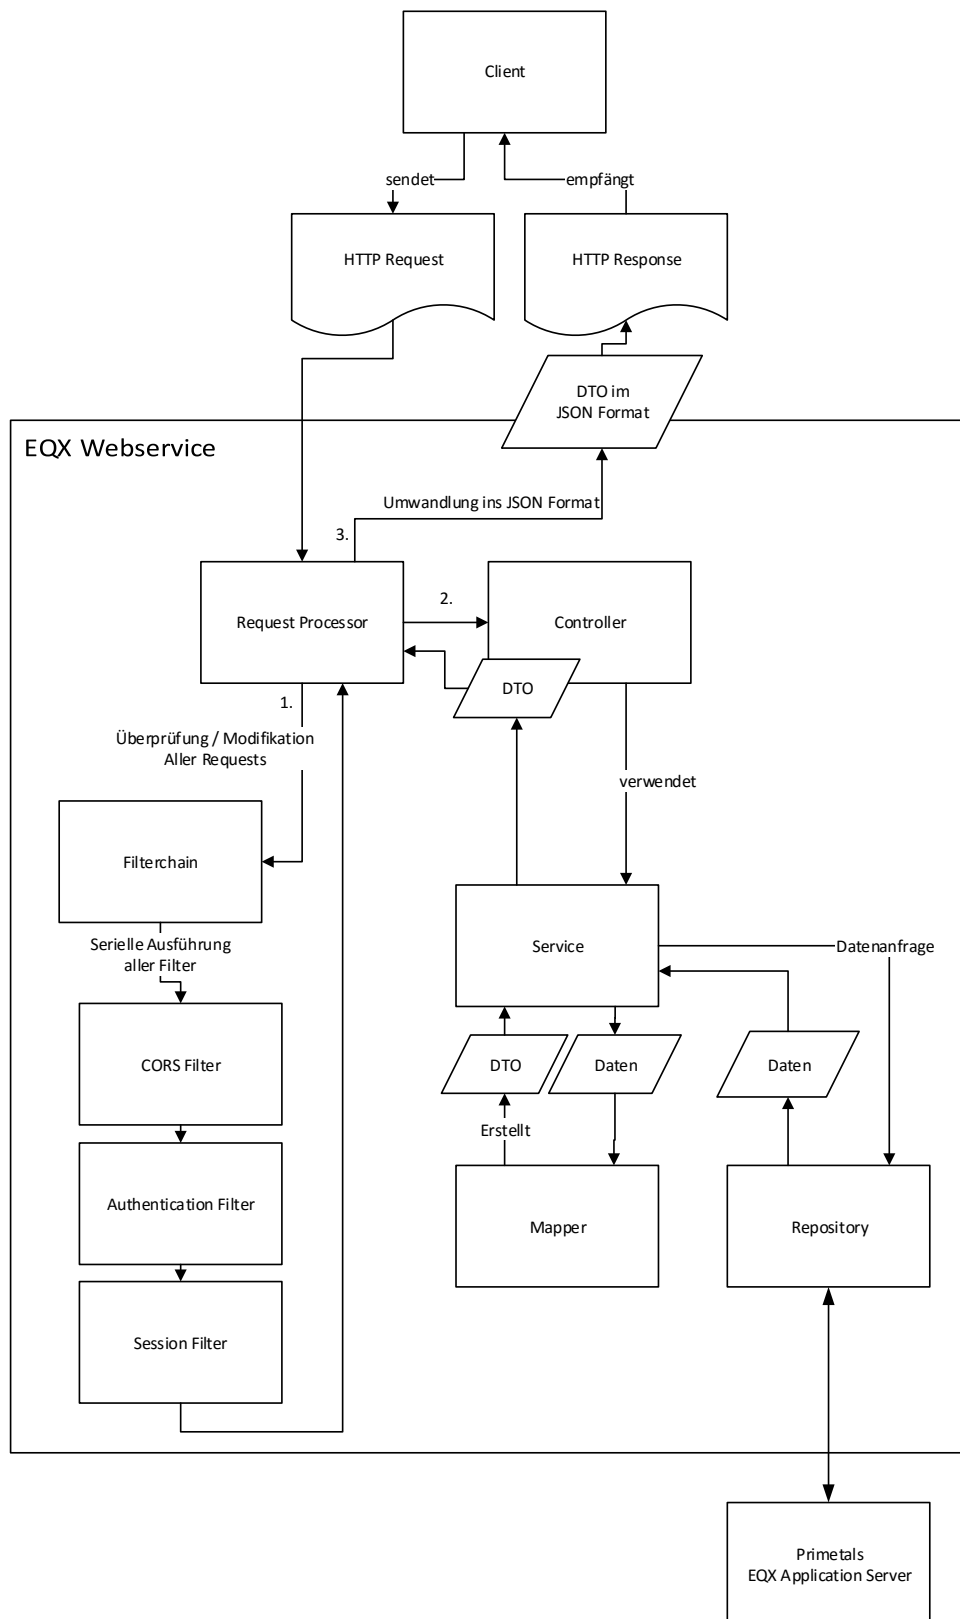 Client
sendet
empfängt
HTTP Request
HTTP Response
DTO im
JSON Format
EQX Webservice
Umwandlung ins JSON Format
3.
Request Processor
2.
Controller
DTO
1.
Überprüfung / Modifikation
Aller Requests
verwendet
Filterchain
Serielle Ausführung
aller Filter
Service
Datenanfrage
CORS Filter
DTO
Daten
Daten
Erstellt
Authentication Filter
Mapper
Repository
Session Filter
Primetals
EQX Application Server